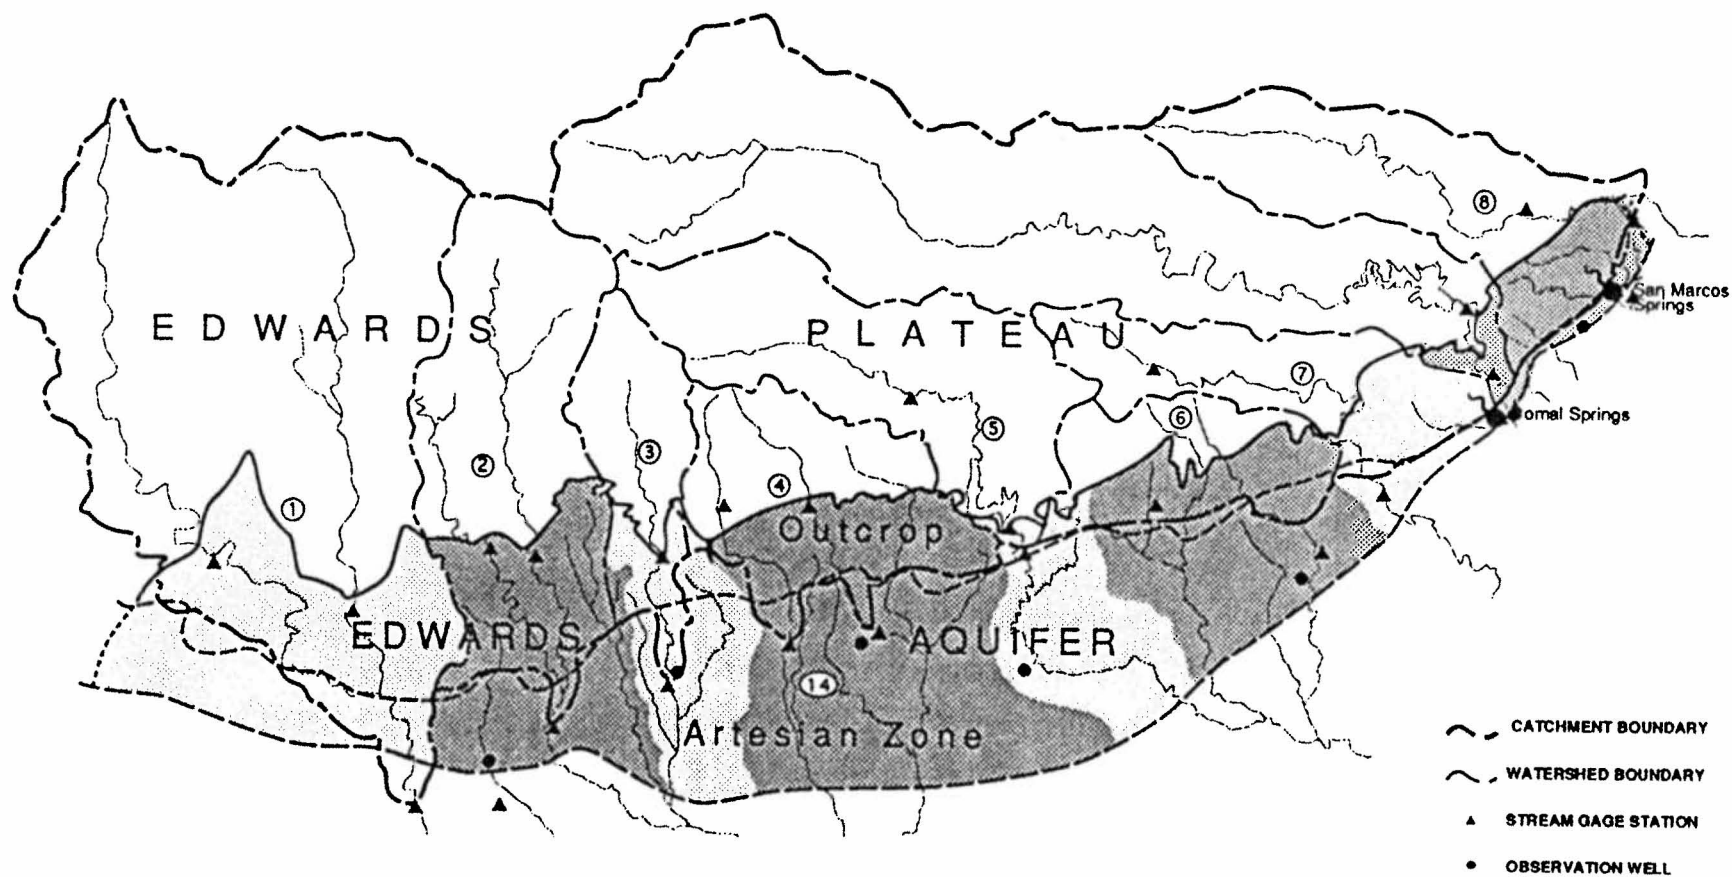 8
San Marcos
Springs
EDWARDS
PLATEAU
7
omal Springs
6
5
3
2
4
1
Outcrop
EDWARDS
AQUIFER
14
Artesian Zone
CATCHMENT BOUNDARY
WATERSHED BOUNDARY
STREAM GAGE STATION
OBSERVATION WELL